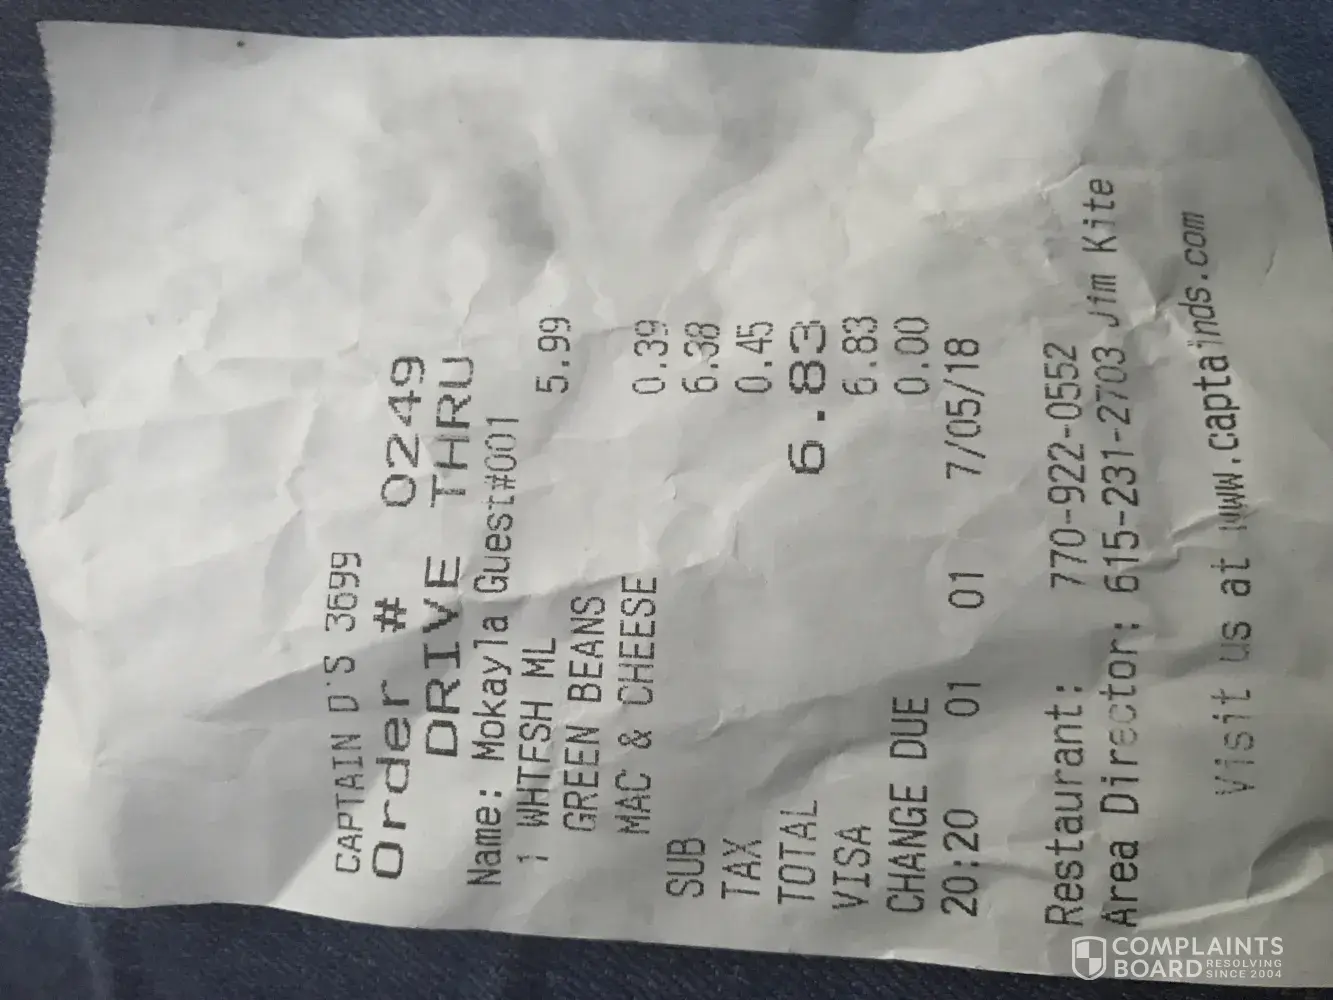 CAPTAIN D'S 3699
Order # 0249
DRIVE THRU
Name: Mokayla Guest#001
1 WHTFSH ML 5.99
GREEN BEANS
MAC & CHEESE 0.39
SUB 6.38
TAX 0.45
TOTAL 6.83
VISA 6.83
CHANGE DUE 0.00
20:20 01 01 7/05/18
Restaurant: 770-922-0552
Area Director: 615-231-2703 Jim Kite
Visit us at www.captainds.com
COMPLAINTS
BOARD RESOLVING
SINCE 2004